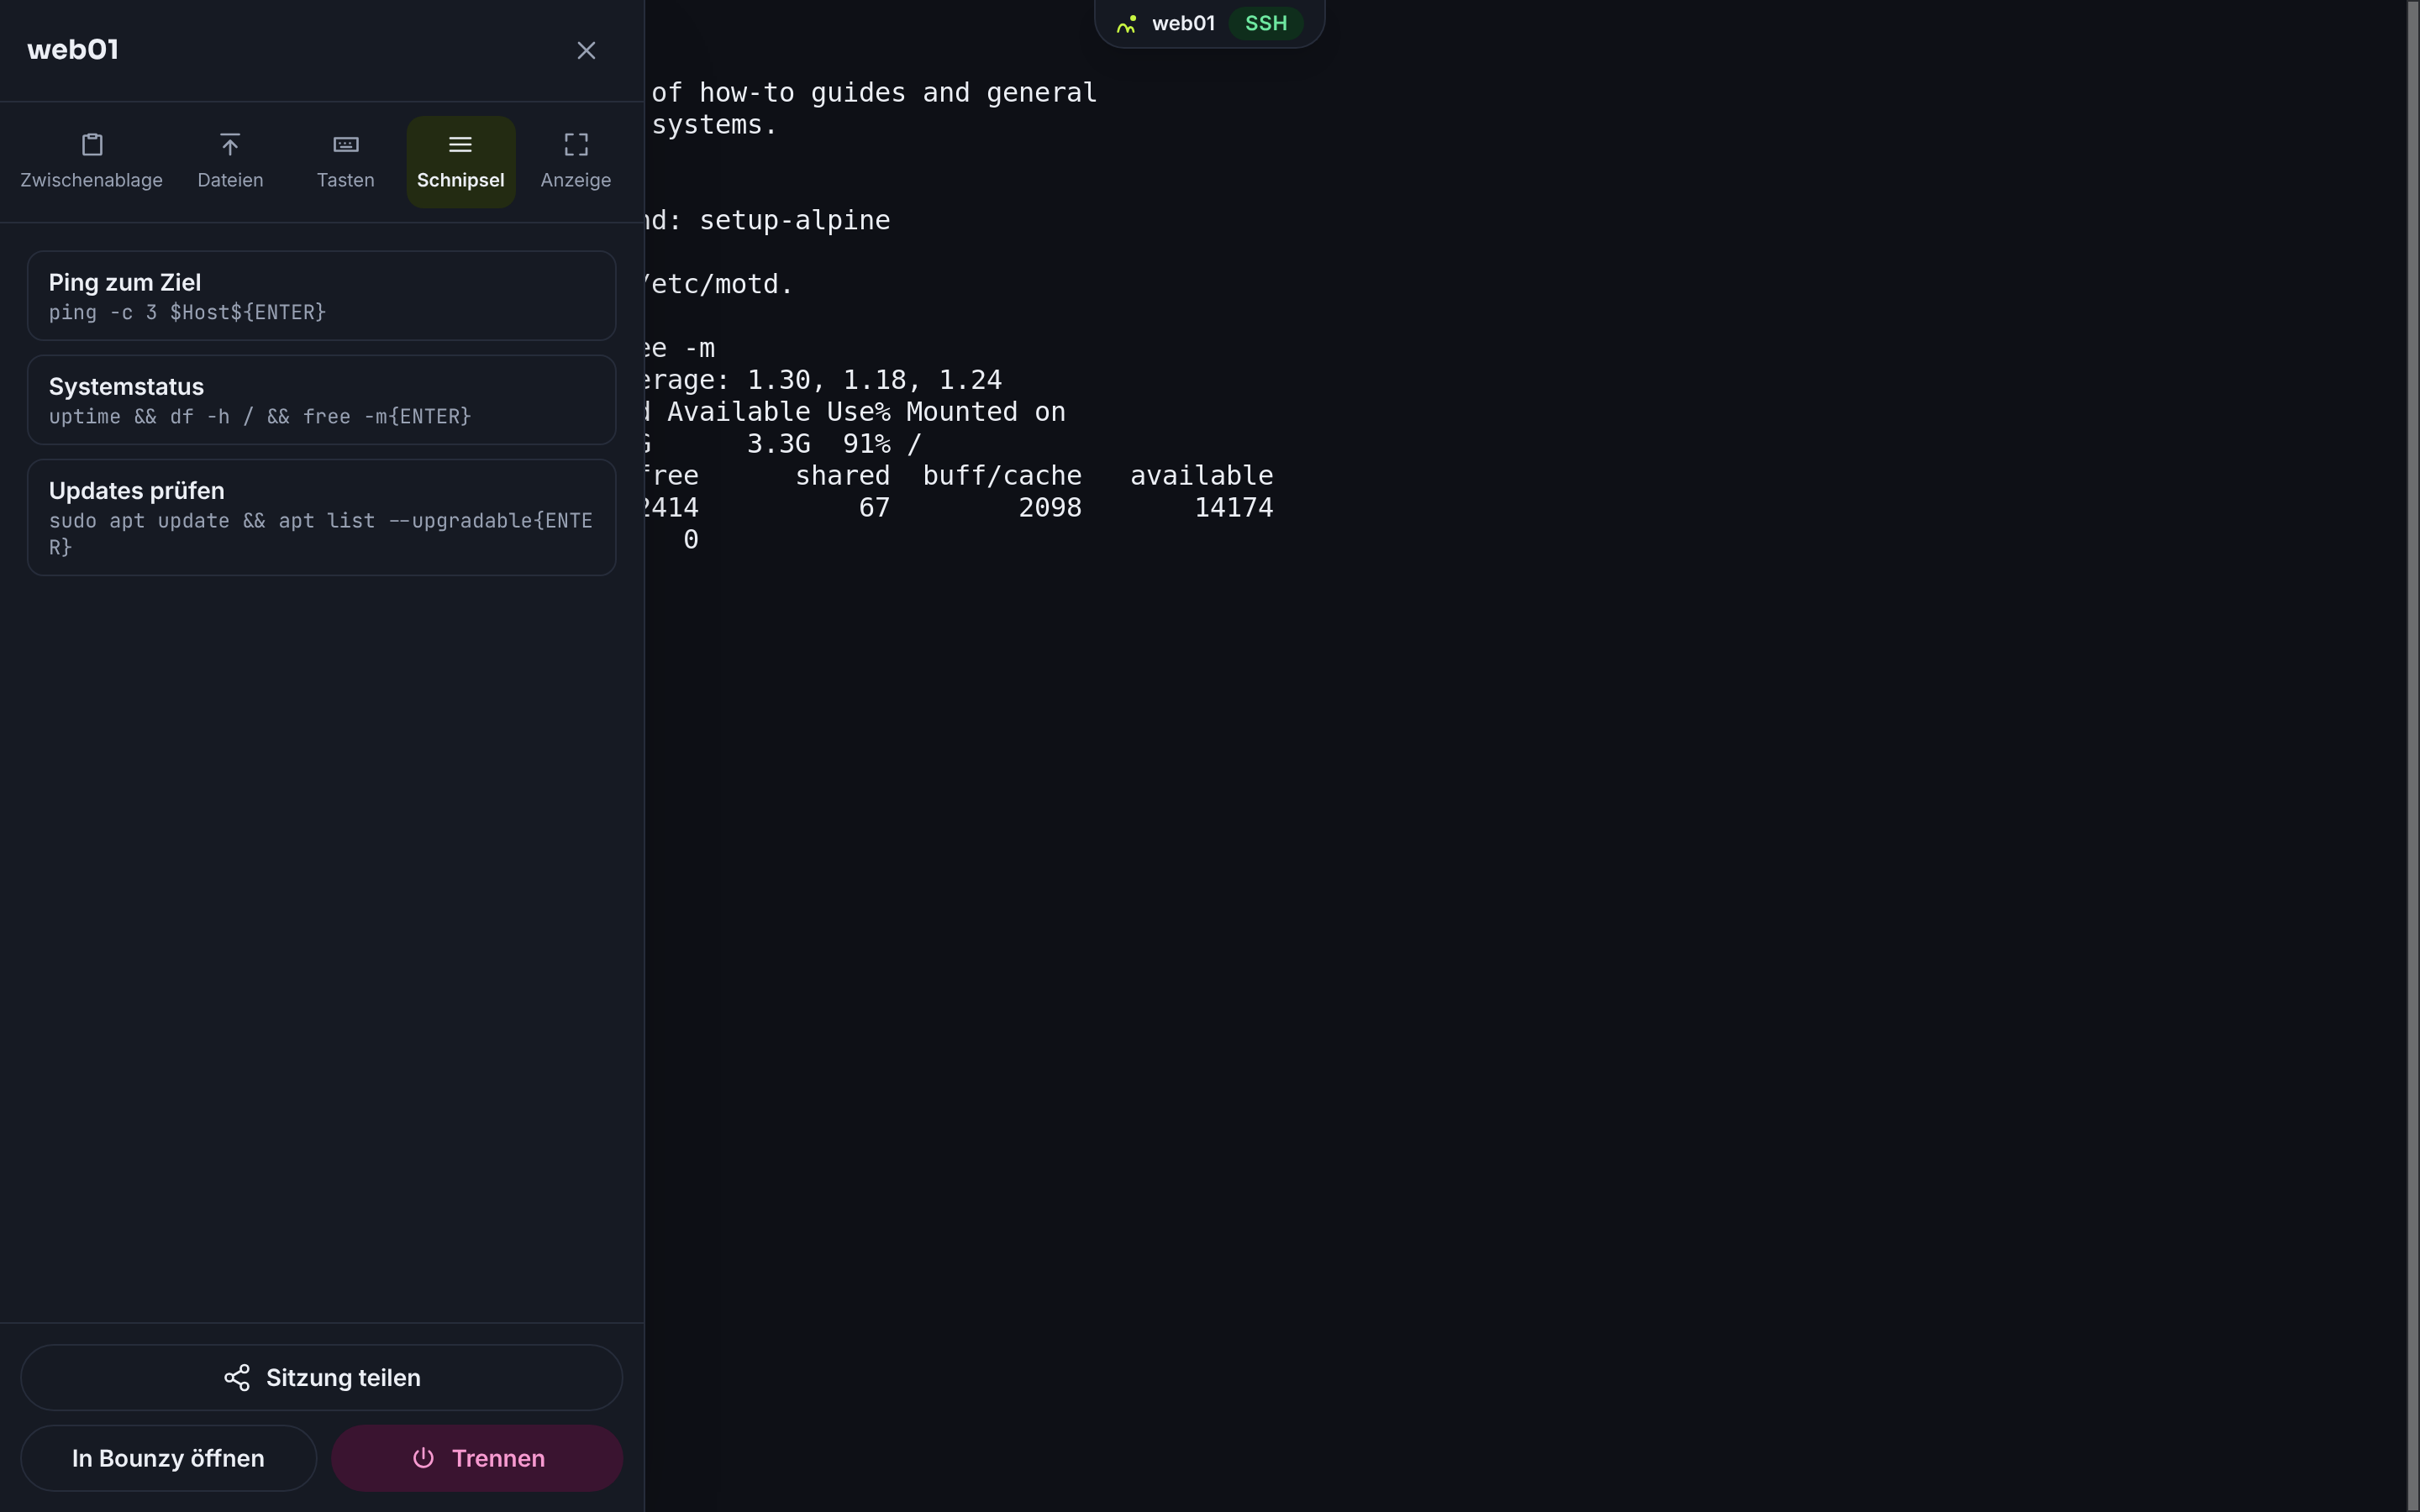 web01
Zwischenablage
Dateien
Tasten
Schnipsel
Anzeige
Ping zum Ziel
ping -c 3 $Host${ENTER}
Systemstatus
uptime && df -h / && free -m{ENTER}
Updates prüfen
sudo apt update && apt list --upgradable{ENTE
R}
Sitzung teilen
In Bounzy öffnen
Trennen
web01 SSH
of how-to guides and general
systems.
setup-alpine
/etc/motd.
-m
1.30, 1.18, 1.24
Available Use% Mounted on
3.3G 91% /
free shared buff/cache available
2414 67 2098 14174
0